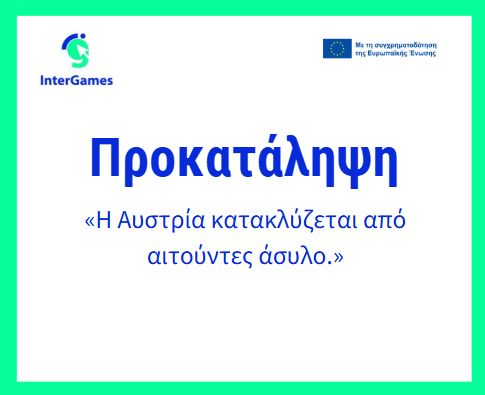 InterGames
Με τη συγχρηματοδότηση
της Ευρωπαϊκής Ένωσης
Προκατάληψη
«Η Αυστρία κατακλύζεται από
αιτούντες άσυλο.»